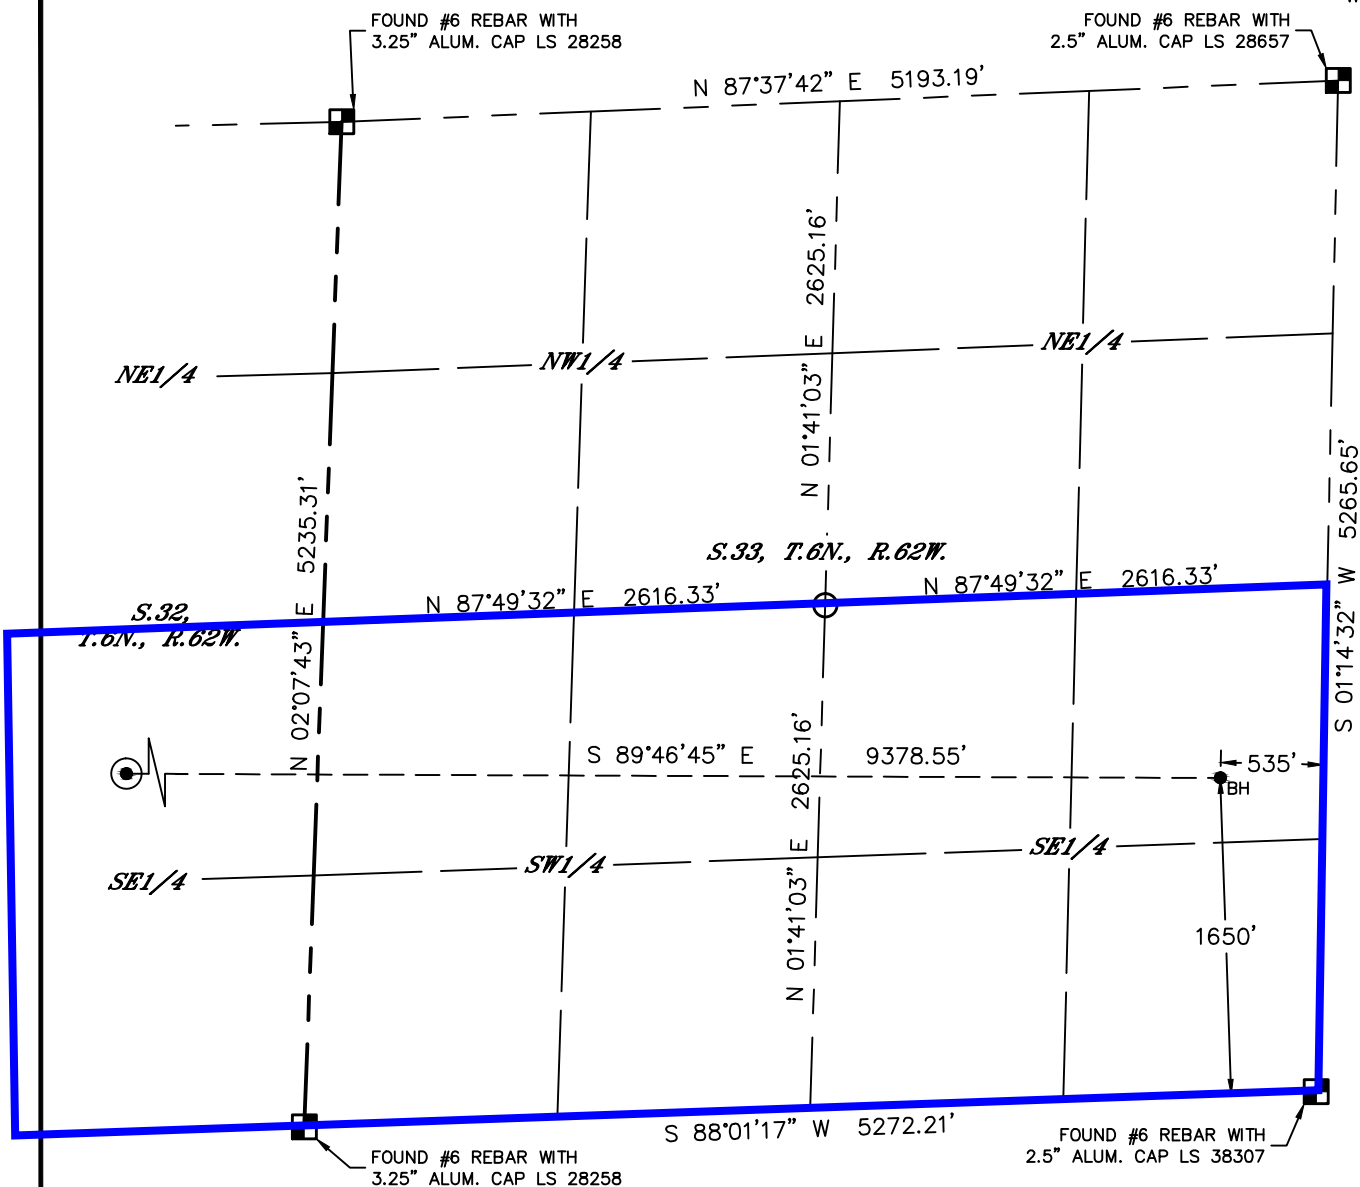 FOUND #6 REBAR WITH
3.25" ALUM. CAP LS 28258
FOUND #6 REBAR WITH
2.5" ALUM. CAP LS 28657
N 87°37'42" E 5193.19'
N 01°41'03" E 2625.16'
NE1/4
NW1/4
NE1/4
N 02°07'43" E 5235.31'
S 01°14'32" W 5265.65'
S.33, T.6N., R.62W.
S.32,
T.6N., R.62W.
N 87°49'32" E 2616.33'
N 87°49'32" E 2616.33'
S 89°46'45" E 9378.55'
535'
BH
N 01°41'03" E 2625.16'
SE1/4
SW1/4
SE1/4
1650'
S 88°01'17" W 5272.21'
FOUND #6 REBAR WITH
3.25" ALUM. CAP LS 28258
FOUND #6 REBAR WITH
2.5" ALUM. CAP LS 38307